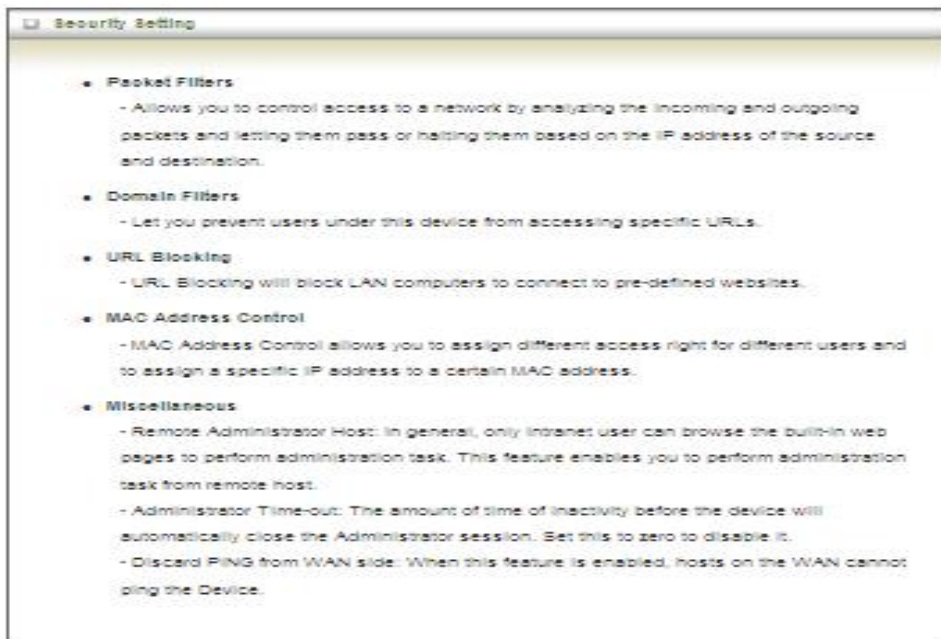 Security Setting
Packet Filters
- Allows you to control access to a network by analyzing the incoming and outgoing
packets and letting them pass or halting them based on the IP address of the source
and destination.
Domain Filters
- Let you prevent users under this device from accessing specific URLs.
URL Blocking
- URL Blocking will block LAN computers to connect to pre-defined websites.
MAC Address Control
- MAC Address Control allows you to assign different access right for different users and
to assign a specific IP address to a certain MAC address.
Miscellaneous
- Remote Administrator Host: In general, only Intranet user can browse the built-in web
pages to perform administration task. This feature enables you to perform administration
task from remote host.
- Administrator Time-out: The amount of time of inactivity before the device will
automatically close the Administrator session. Set this to zero to disable it.
- Discard PING from WAN side: When this feature is enabled, hosts on the WAN cannot
ping the Device.